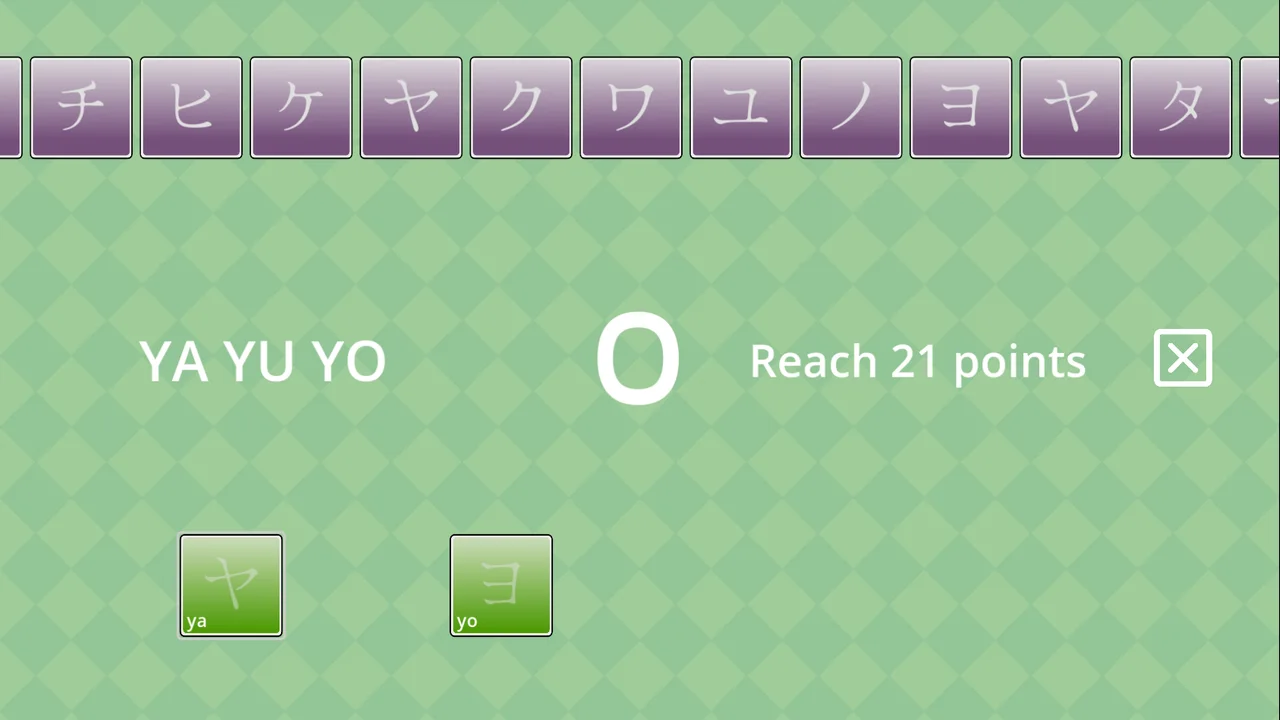 チ ヒ ケ ヤ ク ワ ユ ノ ヨ ヤ タ
YA YU YO 0 Reach 21 points
ヤ ヨ
ya yo